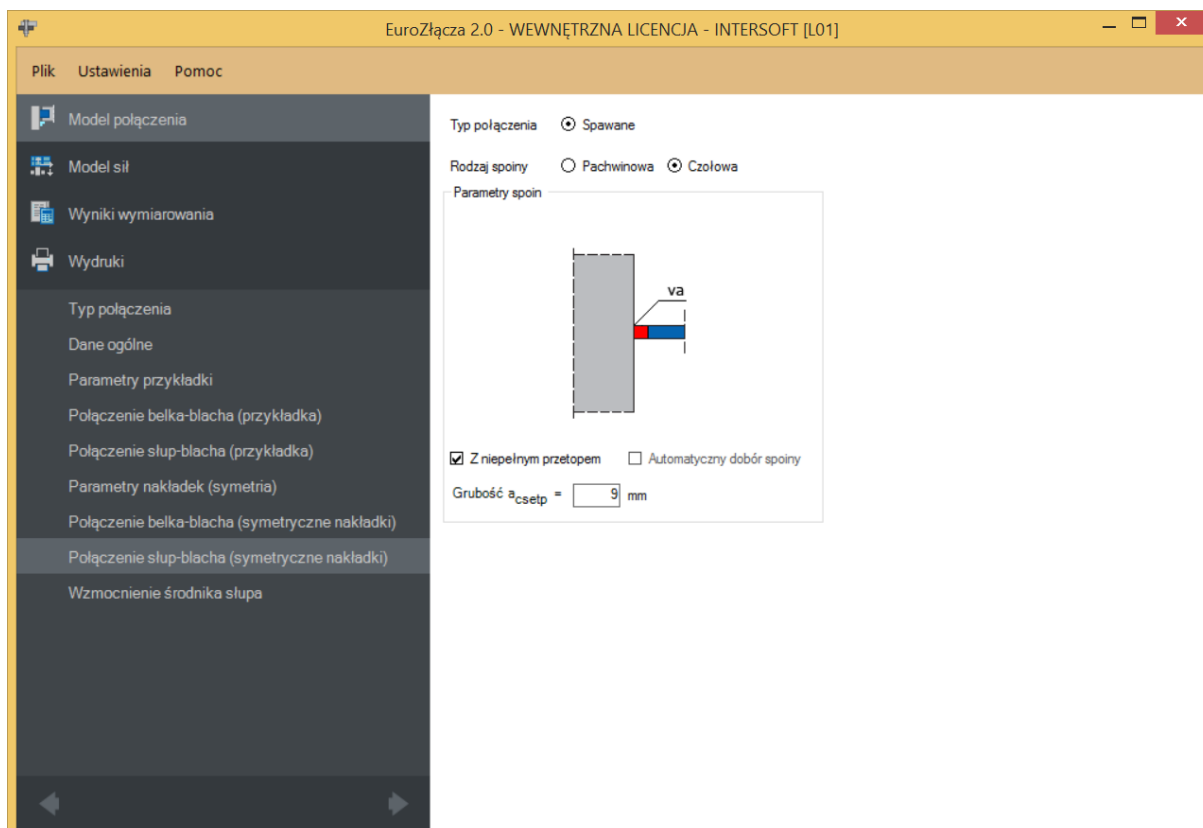 EuroZłącza 2.0 - WEWNĘTRZNA LICENCJA - INTERSOFT [L01]
Plik Ustawienia Pomoc
Model połączenia
Model sił
Wyniki wymiarowania
Wydruki
Typ połączenia
Dane ogólne
Parametry przykładki
Połączenie belka-blacha (przykładka)
Połączenie słup-blacha (przykładka)
Parametry nakładek (symetria)
Połączenie belka-blacha (symetryczne nakładki)
Połączenie słup-blacha (symetryczne nakładki)
Wzmocnienie środnika słupa
Typ połączenia Spawane
Rodzaj spoiny Pachwinowa Czołowa
Parametry spoin
va
Z niepełnym przetopem Automatyczny dobór spoiny
Grubość acsetp = 9 mm